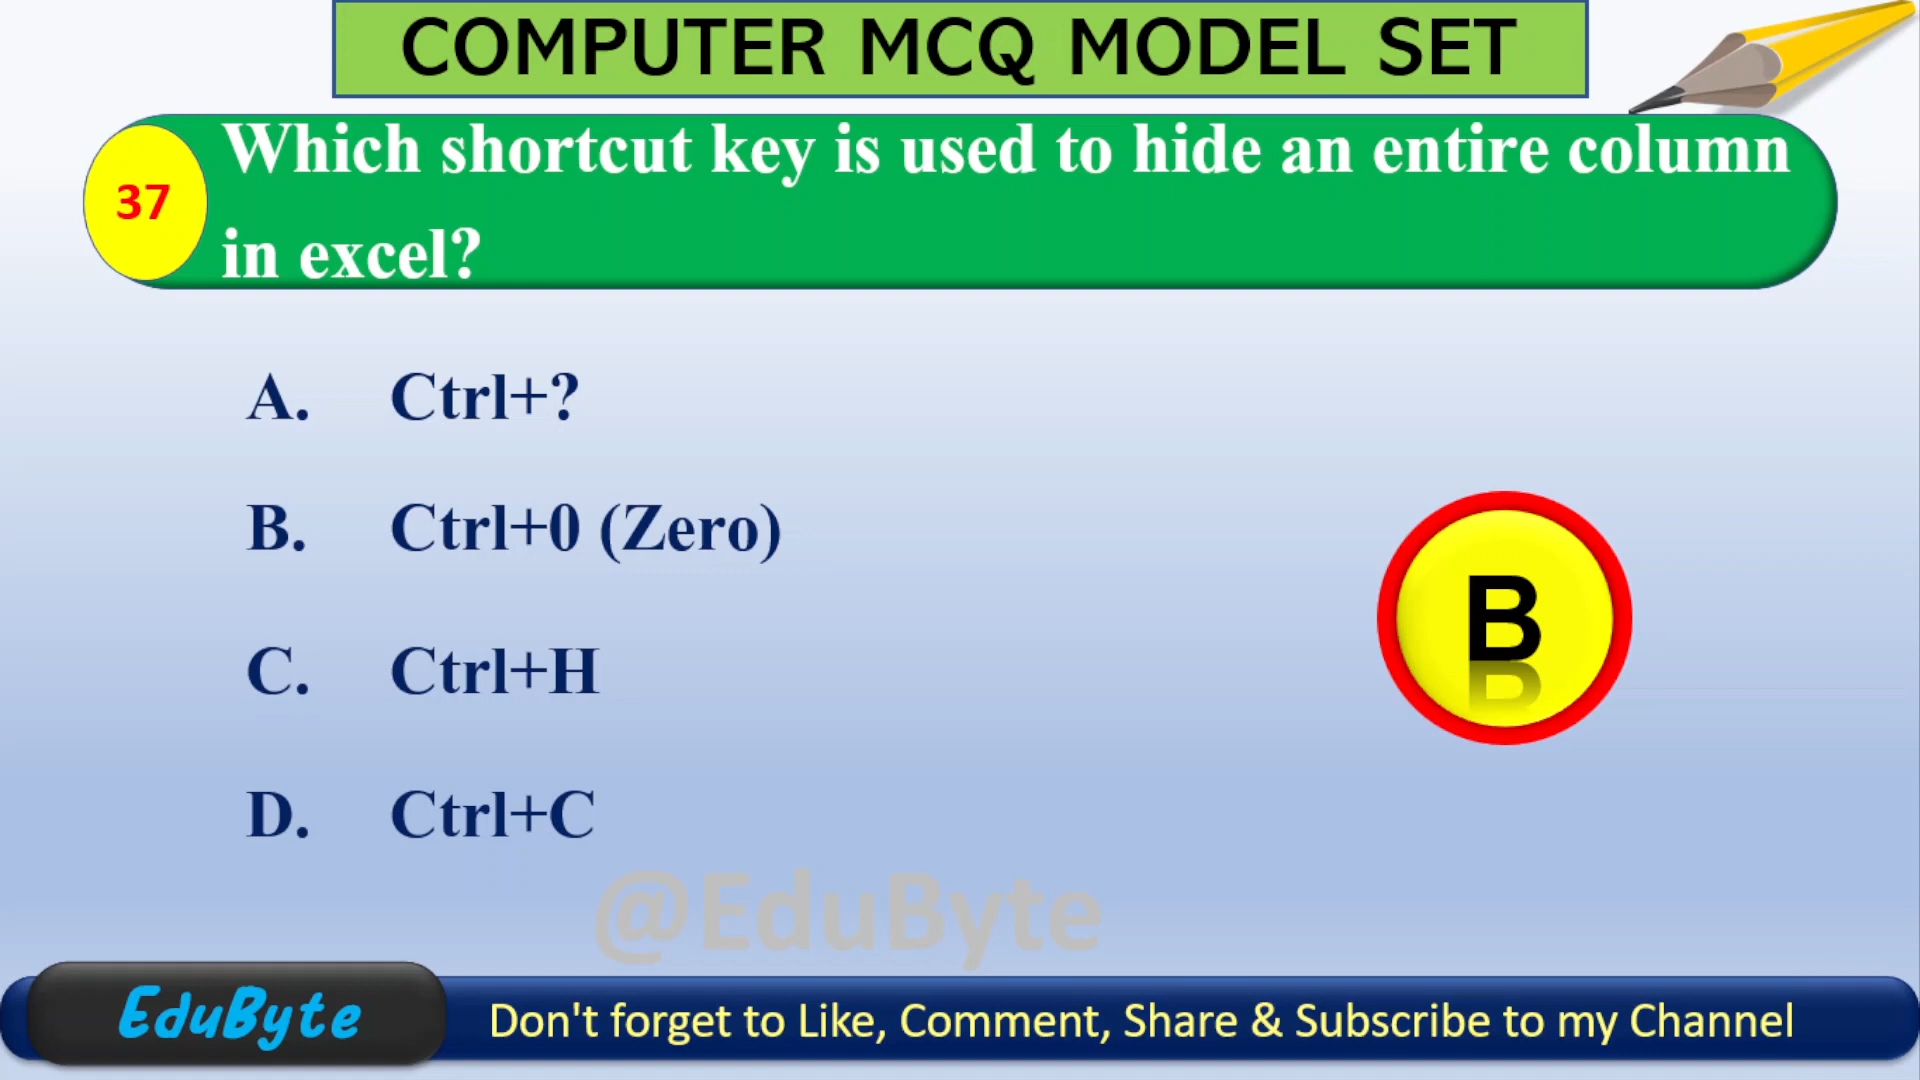 COMPUTER MCQ MODEL SET
37
Which shortcut key is used to hide an entire column
in excel?
A. Ctrl+?
B. Ctrl+0 (Zero)
C. Ctrl+H
D. Ctrl+C
B
@EduByte
EduByte
Don't forget to Like, Comment, Share & Subscribe to my Channel